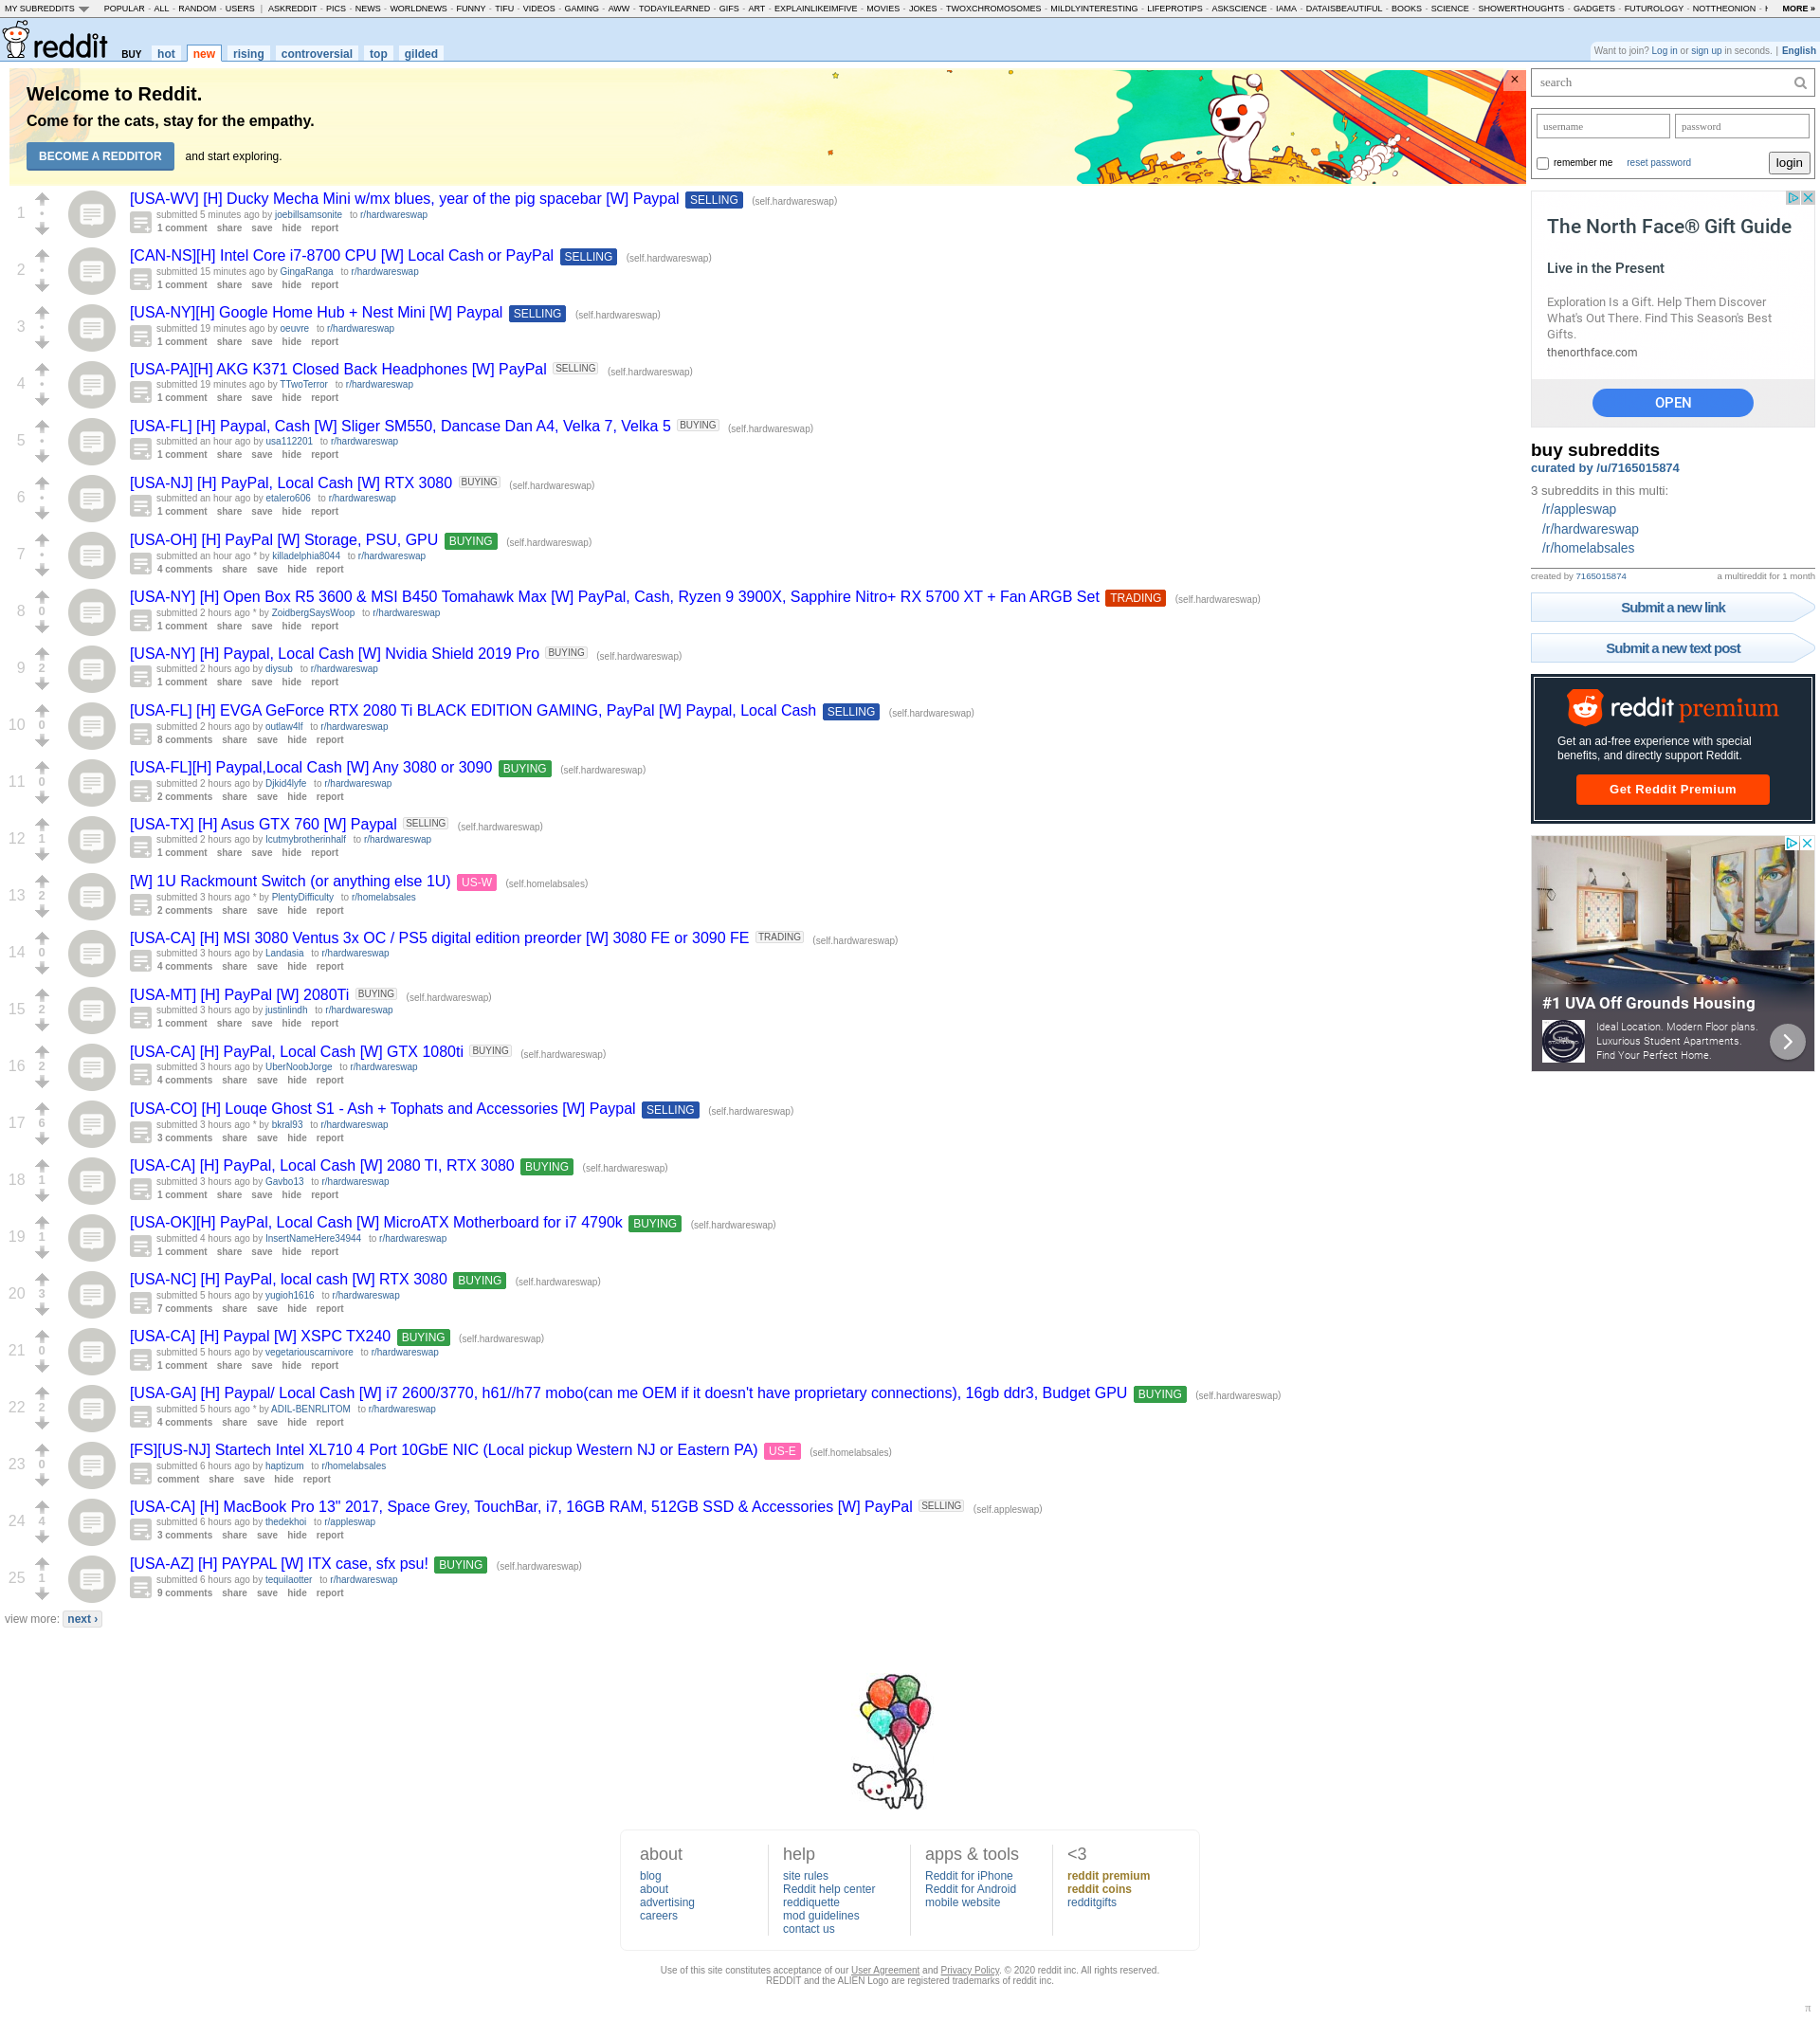 MY SUBREDDITS POPULAR - ALL - RANDOM - USERS | ASKREDDIT - PICS - NEWS - WORLDNEWS - FUNNY - TIFU - VIDEOS - GAMING - AWW - TODAYILEARNED - GIFS - ART - EXPLAINLIKEIMFIVE - MOVIES - JOKES - TWOXCHROMOSOMES - MILDLYINTERESTING - LIFEPROTIPS - ASKSCIENCE - IAMA - DATAISBEAUTIFUL - BOOKS - SCIENCE - SHOWERTHOUGHTS - GADGETS - FUTUROLOGY - NOTTHEONION - MORE »
reddit BUY hot new rising controversial top gilded
Want to join? Log in or sign up in seconds. | English
Welcome to Reddit.
Come for the cats, stay for the empathy.
BECOME A REDDITOR and start exploring.
×
1
[USA-WV] [H] Ducky Mecha Mini w/mx blues, year of the pig spacebar [W] Paypal SELLING (self.hardwareswap)
submitted 5 minutes ago by joebillsamsonite to r/hardwareswap
1 comment share save hide report
2
[CAN-NS][H] Intel Core i7-8700 CPU [W] Local Cash or PayPal SELLING (self.hardwareswap)
submitted 15 minutes ago by GingaRanga to r/hardwareswap
1 comment share save hide report
3
[USA-NY][H] Google Home Hub + Nest Mini [W] Paypal SELLING (self.hardwareswap)
submitted 19 minutes ago by oeuvre to r/hardwareswap
1 comment share save hide report
4
[USA-PA][H] AKG K371 Closed Back Headphones [W] PayPal SELLING (self.hardwareswap)
submitted 19 minutes ago by TTwoTerror to r/hardwareswap
1 comment share save hide report
5
[USA-FL] [H] Paypal, Cash [W] Sliger SM550, Dancase Dan A4, Velka 7, Velka 5 BUYING (self.hardwareswap)
submitted an hour ago by usa112201 to r/hardwareswap
1 comment share save hide report
6
[USA-NJ] [H] PayPal, Local Cash [W] RTX 3080 BUYING (self.hardwareswap)
submitted an hour ago by etalero606 to r/hardwareswap
1 comment share save hide report
7
[USA-OH] [H] PayPal [W] Storage, PSU, GPU BUYING (self.hardwareswap)
submitted an hour ago * by killadelphia8044 to r/hardwareswap
4 comments share save hide report
8 0
[USA-NY] [H] Open Box R5 3600 & MSI B450 Tomahawk Max [W] PayPal, Cash, Ryzen 9 3900X, Sapphire Nitro+ RX 5700 XT + Fan ARGB Set TRADING (self.hardwareswap)
submitted 2 hours ago * by ZoidbergSaysWoop to r/hardwareswap
1 comment share save hide report
9 2
[USA-NY] [H] Paypal, Local Cash [W] Nvidia Shield 2019 Pro BUYING (self.hardwareswap)
submitted 2 hours ago by diysub to r/hardwareswap
1 comment share save hide report
10 0
[USA-FL] [H] EVGA GeForce RTX 2080 Ti BLACK EDITION GAMING, PayPal [W] Paypal, Local Cash SELLING (self.hardwareswap)
submitted 2 hours ago by outlaw4lf to r/hardwareswap
8 comments share save hide report
11 0
[USA-FL][H] Paypal,Local Cash [W] Any 3080 or 3090 BUYING (self.hardwareswap)
submitted 2 hours ago by Djkid4lyfe to r/hardwareswap
2 comments share save hide report
12 1
[USA-TX] [H] Asus GTX 760 [W] Paypal SELLING (self.hardwareswap)
submitted 2 hours ago by Icutmybrotherinhalf to r/hardwareswap
1 comment share save hide report
13 2
[W] 1U Rackmount Switch (or anything else 1U) US-W (self.homelabsales)
submitted 3 hours ago * by PlentyDifficulty to r/homelabsales
2 comments share save hide report
14 0
[USA-CA] [H] MSI 3080 Ventus 3x OC / PS5 digital edition preorder [W] 3080 FE or 3090 FE TRADING (self.hardwareswap)
submitted 3 hours ago by Landasia to r/hardwareswap
4 comments share save hide report
15 2
[USA-MT] [H] PayPal [W] 2080Ti BUYING (self.hardwareswap)
submitted 3 hours ago by justinlindh to r/hardwareswap
1 comment share save hide report
16 2
[USA-CA] [H] PayPal, Local Cash [W] GTX 1080ti BUYING (self.hardwareswap)
submitted 3 hours ago by UberNoobJorge to r/hardwareswap
4 comments share save hide report
17 6
[USA-CO] [H] Louqe Ghost S1 - Ash + Tophats and Accessories [W] Paypal SELLING (self.hardwareswap)
submitted 3 hours ago * by bkral93 to r/hardwareswap
3 comments share save hide report
18 1
[USA-CA] [H] PayPal, Local Cash [W] 2080 TI, RTX 3080 BUYING (self.hardwareswap)
submitted 3 hours ago by Gavbo13 to r/hardwareswap
1 comment share save hide report
19 1
[USA-OK][H] PayPal, Local Cash [W] MicroATX Motherboard for i7 4790k BUYING (self.hardwareswap)
submitted 4 hours ago by InsertNameHere34944 to r/hardwareswap
1 comment share save hide report
20 3
[USA-NC] [H] PayPal, local cash [W] RTX 3080 BUYING (self.hardwareswap)
submitted 5 hours ago by yugioh1616 to r/hardwareswap
7 comments share save hide report
21 0
[USA-CA] [H] Paypal [W] XSPC TX240 BUYING (self.hardwareswap)
submitted 5 hours ago by vegetariouscarnivore to r/hardwareswap
1 comment share save hide report
22 2
[USA-GA] [H] Paypal/ Local Cash [W] i7 2600/3770, h61//h77 mobo(can me OEM if it doesn't have proprietary connections), 16gb ddr3, Budget GPU BUYING (self.hardwareswap)
submitted 5 hours ago * by ADIL-BENRLITOM to r/hardwareswap
4 comments share save hide report
23 0
[FS][US-NJ] Startech Intel XL710 4 Port 10GbE NIC (Local pickup Western NJ or Eastern PA) US-E (self.homelabsales)
submitted 6 hours ago by haptizum to r/homelabsales
comment share save hide report
24 4
[USA-CA] [H] MacBook Pro 13" 2017, Space Grey, TouchBar, i7, 16GB RAM, 512GB SSD & Accessories [W] PayPal SELLING (self.appleswap)
submitted 6 hours ago by thedekhoi to r/appleswap
3 comments share save hide report
25 1
[USA-AZ] [H] PAYPAL [W] ITX case, sfx psu! BUYING (self.hardwareswap)
submitted 6 hours ago by tequilaotter to r/hardwareswap
9 comments share save hide report
view more: next ›
search
username password
remember me reset password login
The North Face® Gift Guide
Live in the Present
Exploration Is a Gift. Help Them Discover
What's Out There. Find This Season's Best
Gifts.
thenorthface.com
OPEN
buy subreddits
curated by /u/7165015874
3 subreddits in this multi:
/r/appleswap
/r/hardwareswap
/r/homelabsales
created by 7165015874 a multireddit for 1 month
Submit a new link
Submit a new text post
reddit premium
Get an ad-free experience with special
benefits, and directly support Reddit.
Get Reddit Premium
#1 UVA Off Grounds Housing
Ideal Location. Modern Floor plans.
Luxurious Student Apartments.
Find Your Perfect Home.
about
blog
about
advertising
careers
help
site rules
Reddit help center
reddiquette
mod guidelines
contact us
apps & tools
Reddit for iPhone
Reddit for Android
mobile website
<3
reddit premium
reddit coins
redditgifts
Use of this site constitutes acceptance of our User Agreement and Privacy Policy. © 2020 reddit inc. All rights reserved.
REDDIT and the ALIEN Logo are registered trademarks of reddit inc.
π